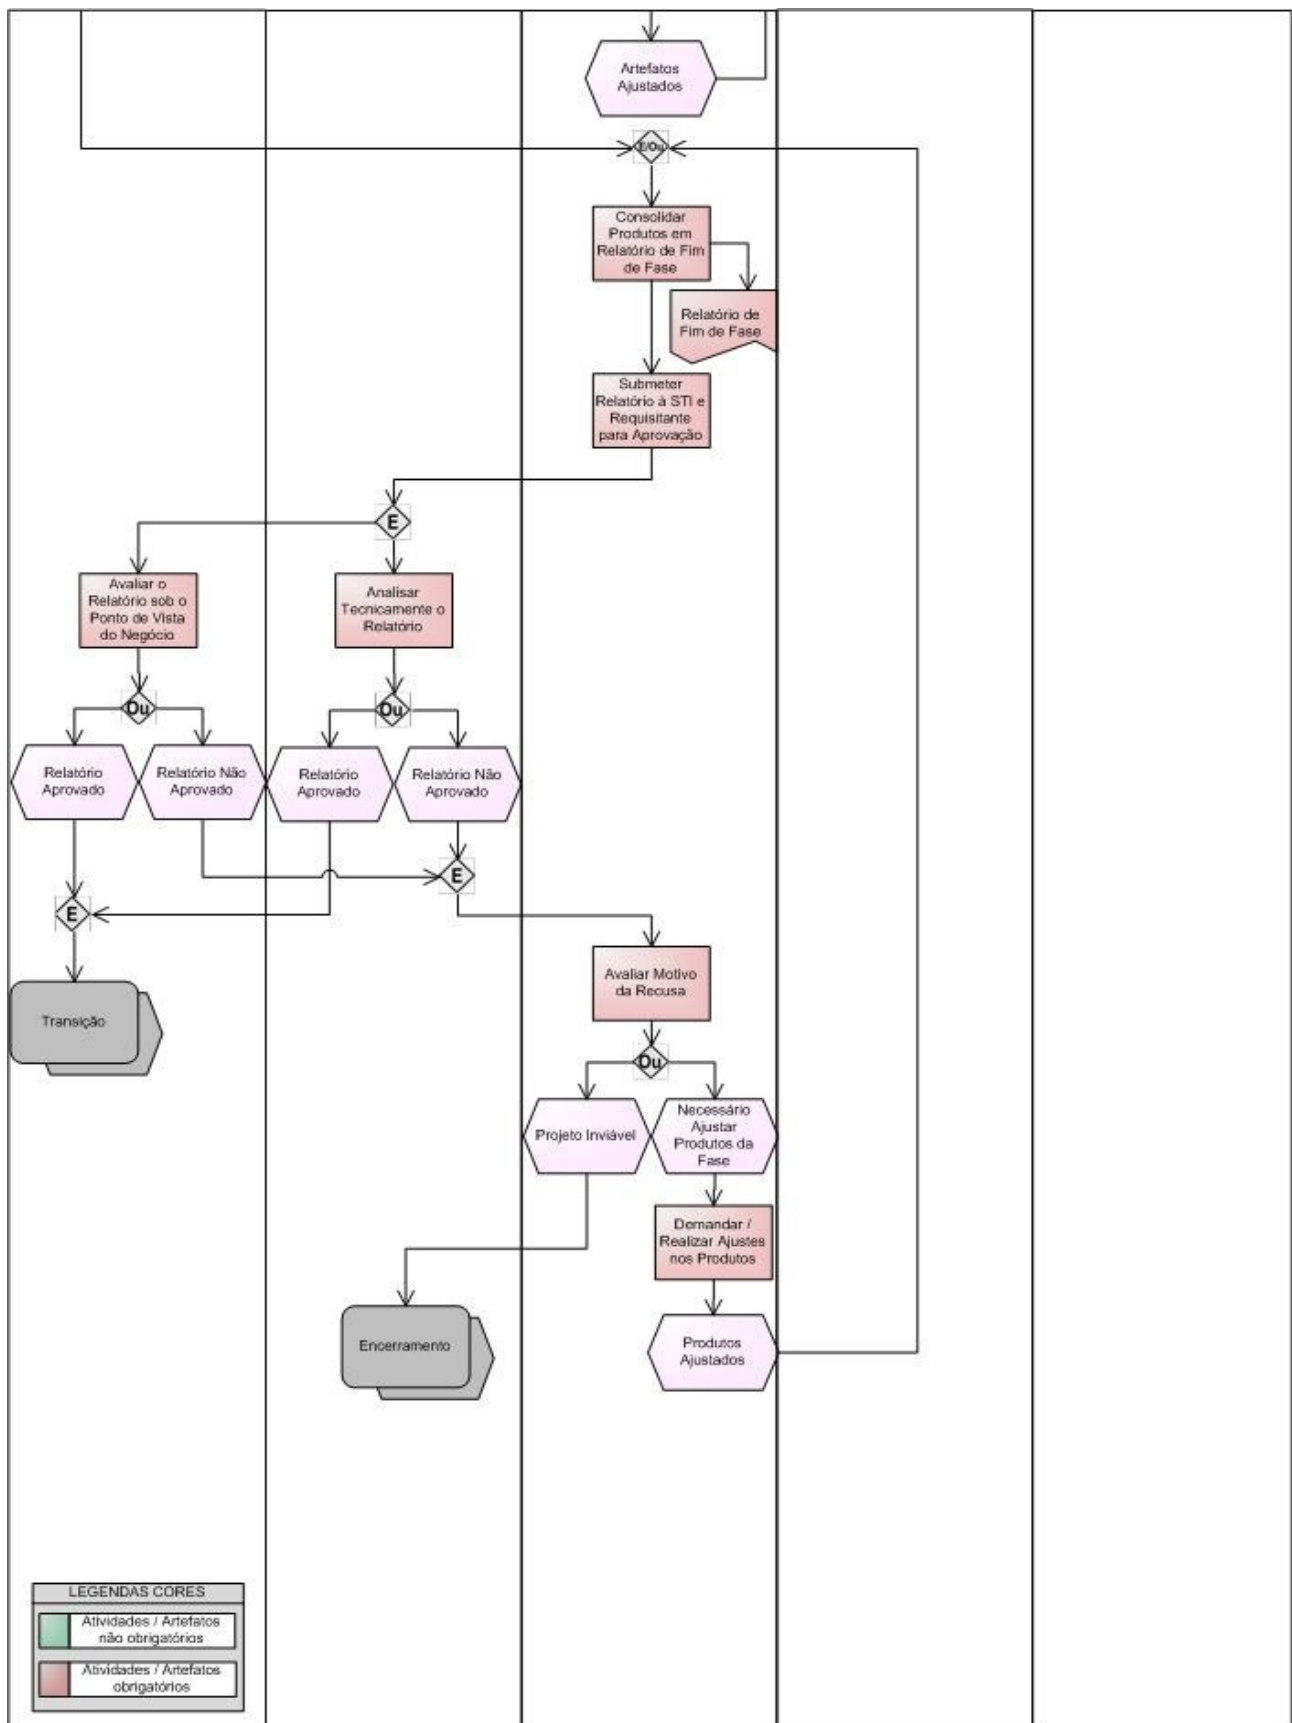 Artefatos
Ajustados
E/Ou
Consolidar
Produtos em
Relatório de Fim
de Fase
Relatório de
Fim de Fase
Submeter
Relatório à STI e
Requisitante
para Aprovação
E
Avaliar o
Relatório sob o
Ponto de Vista
do Negócio
Analisar
Tecnicamente o
Relatório
Ou
Ou
Relatório
Aprovado
Relatório Não
Aprovado
Relatório
Aprovado
Relatório Não
Aprovado
E
E
Avaliar Motivo
da Recusa
Transição
Ou
Projeto Inviável
Necessário
Ajustar
Produtos da
Fase
Demandar /
Realizar Ajustes
nos Produtos
Encerramento
Produtos
Ajustados
LEGENDAS CORES
Atividades / Artefatos
não obrigatórios
Atividades / Artefatos
obrigatórios